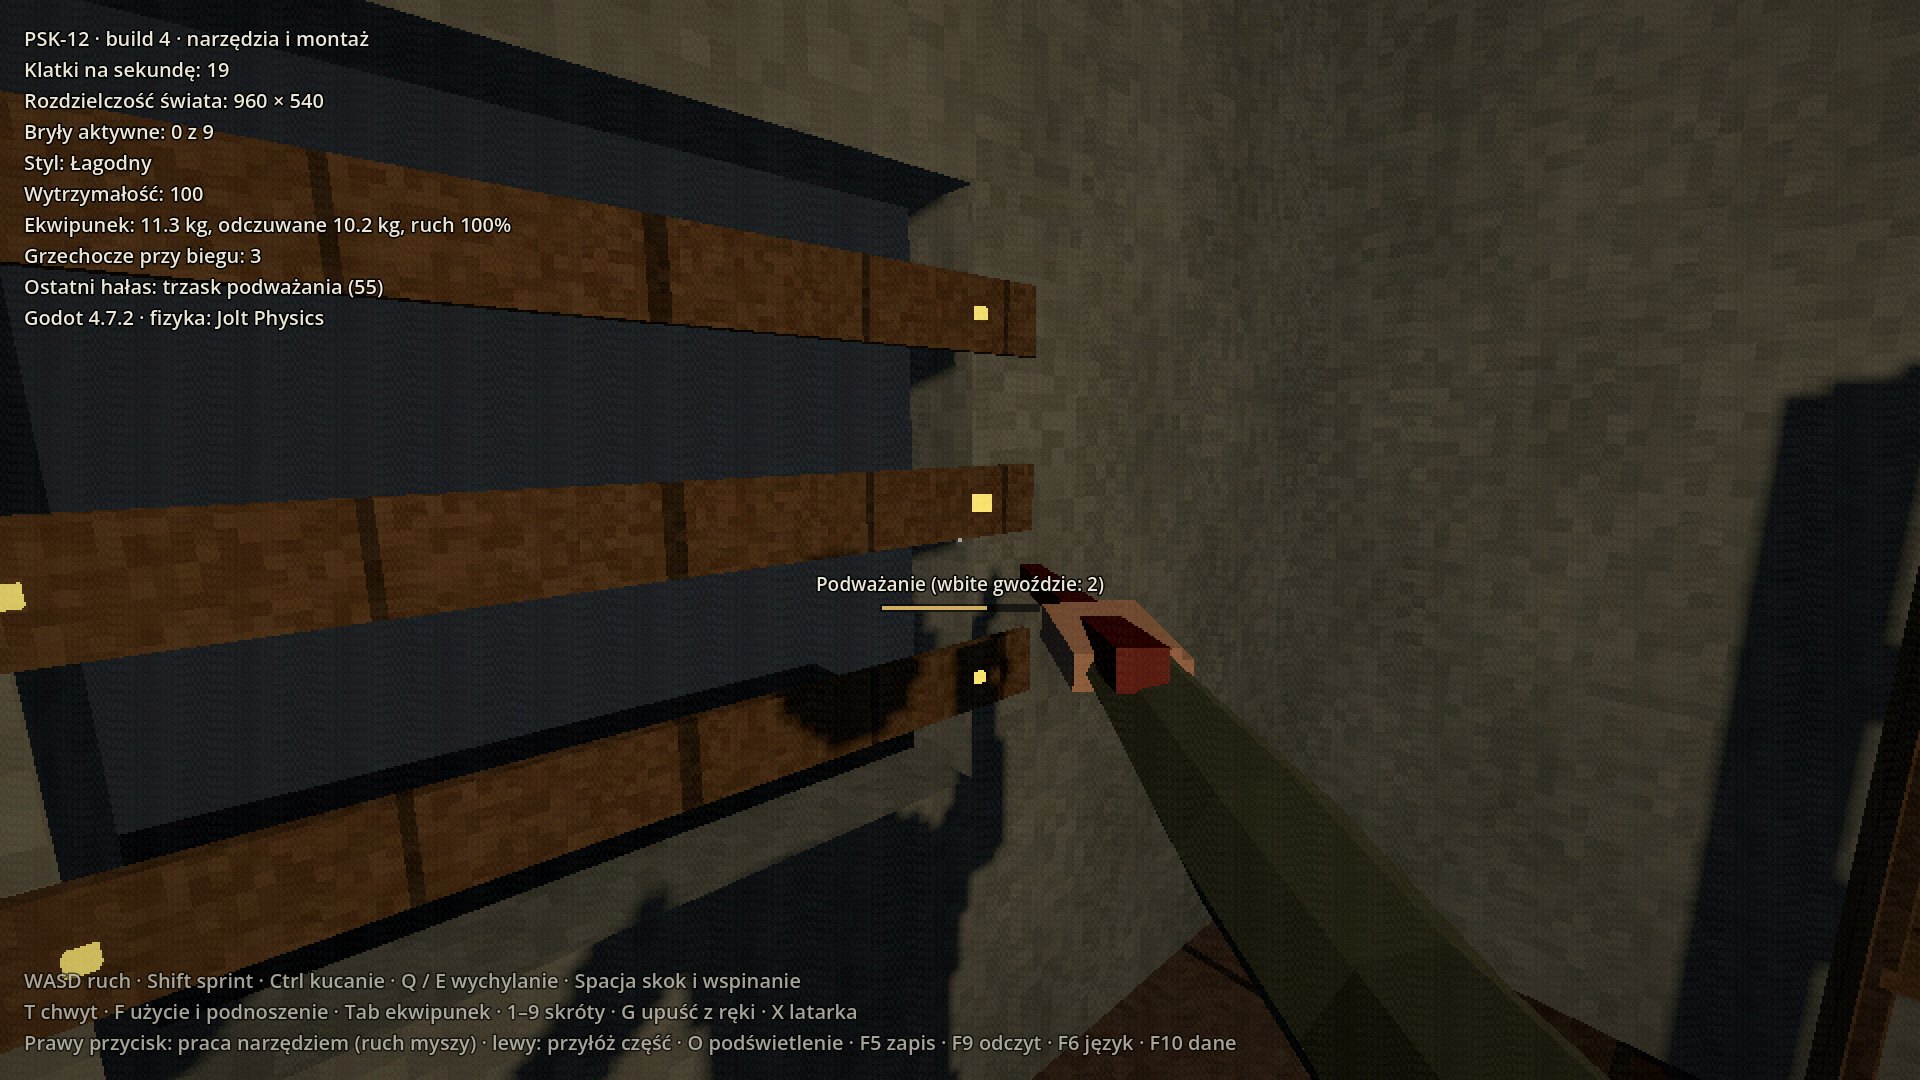 PSK-12 · build 4 · narzędzia i montaż
Klatki na sekundę: 19
Rozdzielczość świata: 960 × 540
Bryły aktywne: 0 z 9
Styl: Łagodny
Wytrzymałość: 100
Ekwipunek: 11.3 kg, odczuwane 10.2 kg, ruch 100%
Grzechocze przy biegu: 3
Ostatni hałas: trzask podważania (55)
Godot 4.7.2 · fizyka: Jolt Physics
Podważanie (wbite gwoździe: 2)
WASD ruch · Shift sprint · Ctrl kucanie · Q / E wychylanie · Spacja skok i wspinanie
T chwyt · F użycie i podnoszenie · Tab ekwipunek · 1–9 skróty · G upuść z ręki · X latarka
Prawy przycisk: praca narzędziem (ruch myszy) · lewy: przyłóż część · O podświetlenie · F5 zapis · F9 odczyt · F6 język · F10 dane